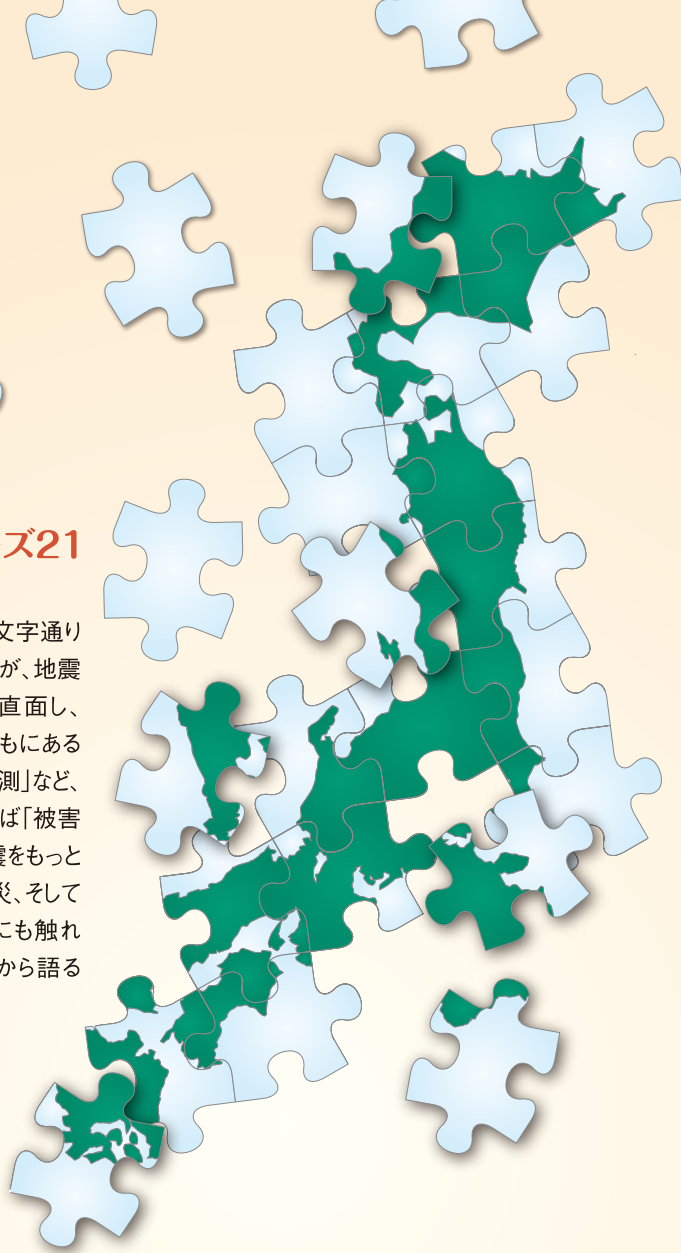 ズ21
文字通り
が、地震
直面し、
もにある
測」など、
ば「被害
震をもっと
災、そして
にも触れ
から語る